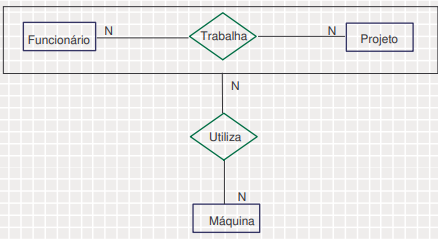 N
N
Funcionário
Trabalha
Projeto
N
Utiliza
N
Máquina